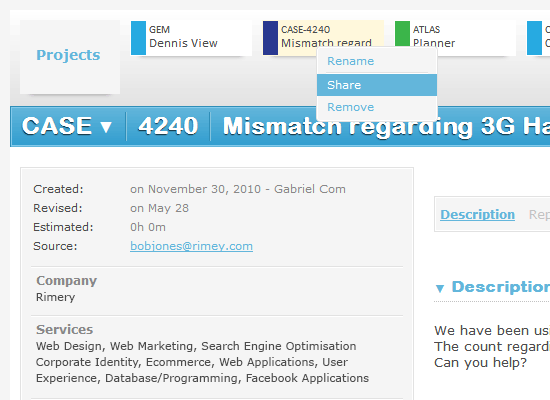 Projects
GEM
Dennis View
CASE-4240
Mismatch regard
ATLAS
Planner
Rename
Share
Remove
CASE ▼ 4240 Mismatch regarding 3G Ha
Created: on November 30, 2010 - Gabriel Com
Revised: on May 28
Estimated: 0h 0m
Source: bobjones@rimey.com
Company
Rimery
Services
Web Design, Web Marketing, Search Engine Optimisation
Corporate Identity, Ecommerce, Web Applications, User
Experience, Database/Programming, Facebook Applications
Description Rep
▼ Description
We have been us
The count regard
Can you help?